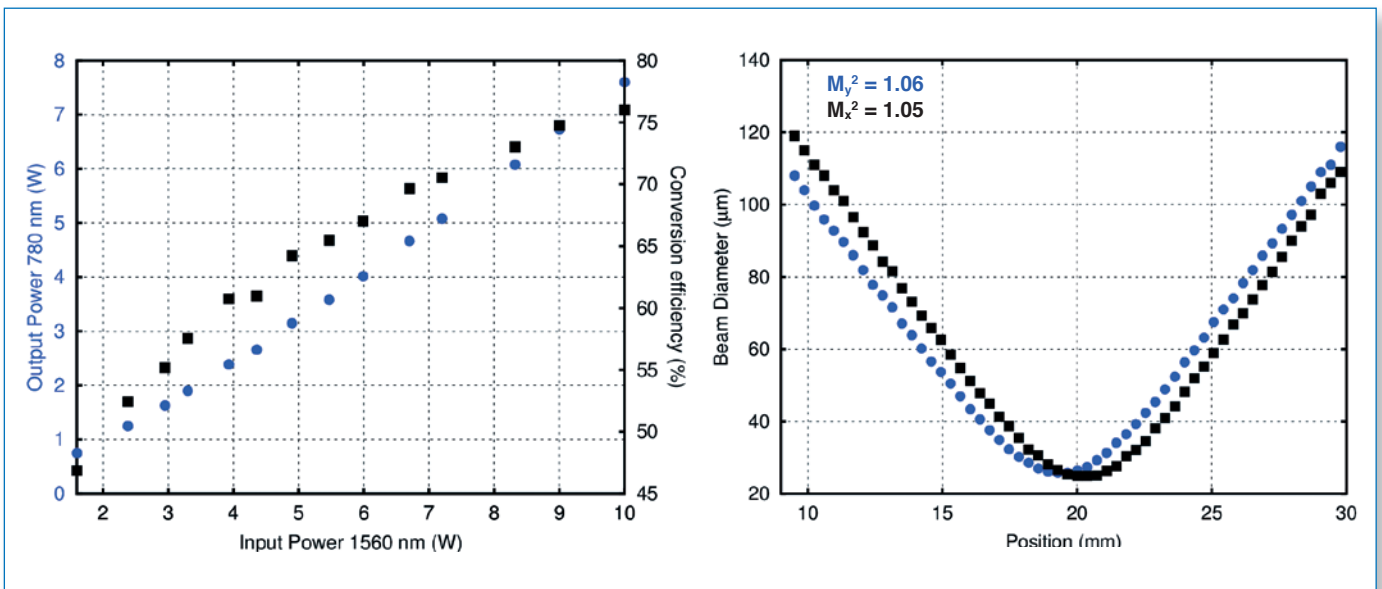 8
7
6
5
4
3
2
1
0
Output Power 780 nm (W)
80
75
70
65
60
55
50
45
Conversion efficiency (%)
2 3 4 5 6 7 8 9 10
Input Power 1560 nm (W)
140
120
100
80
60
40
20
Beam Diameter (μm)
My² = 1.06
Mx² = 1.05
10 15 20 25 30
Position (mm)